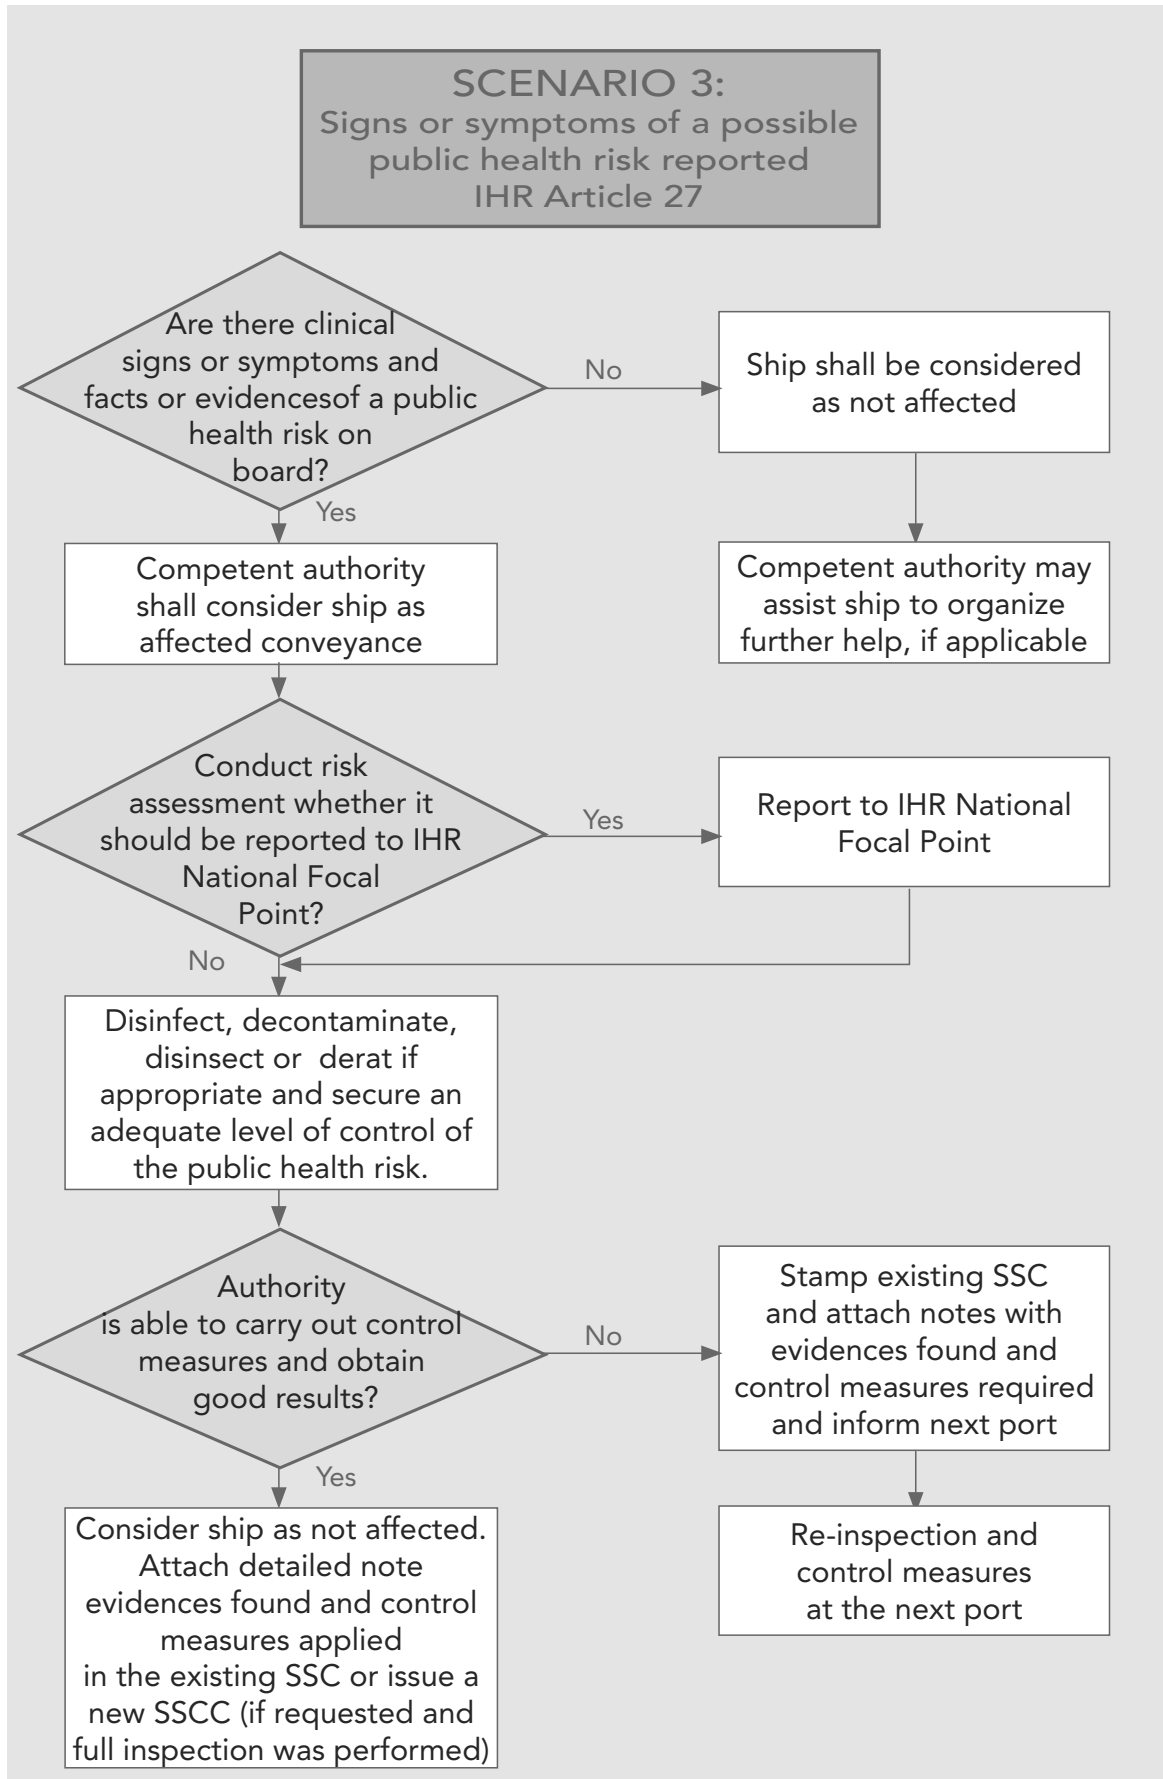 SCENARIO 3:
Signs or symptoms of a possible
public health risk reported
IHR Article 27
Are there clinical
signs or symptoms and
facts or evidencesof a public
health risk on
board?
No
Ship shall be considered
as not affected
Yes
Competent authority
shall consider ship as
affected conveyance
Competent authority may
assist ship to organize
further help, if applicable
Conduct risk
assessment whether it
should be reported to IHR
National Focal
Point?
Yes
Report to IHR National
Focal Point
No
Disinfect, decontaminate,
disinsect or derat if
appropriate and secure an
adequate level of control of
the public health risk.
Authority
is able to carry out control
measures and obtain
good results?
No
Stamp existing SSC
and attach notes with
evidences found and
control measures required
and inform next port
Yes
Consider ship as not affected.
Attach detailed note
evidences found and control
measures applied
in the existing SSC or issue a
new SSCC (if requested and
full inspection was performed)
Re-inspection and
control measures
at the next port